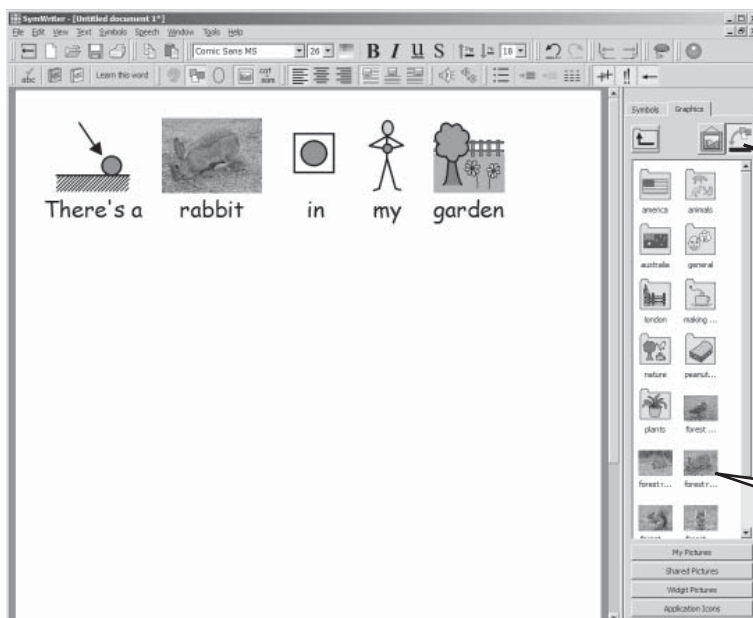 SymWriter - [Untitled document 1*]
File Edit View Text Symbols Speech Window Tools Help
Comic Sans MS 26 B I U S 18
abc Learn this word cat
Symbols Graphics
There's a rabbit in my garden
america animals
australia general
london making ...
nature peanut...
plants forest ...
forest r... forest r...
My Pictures
Shared Pictures
Widgit Pictures
Application Icons